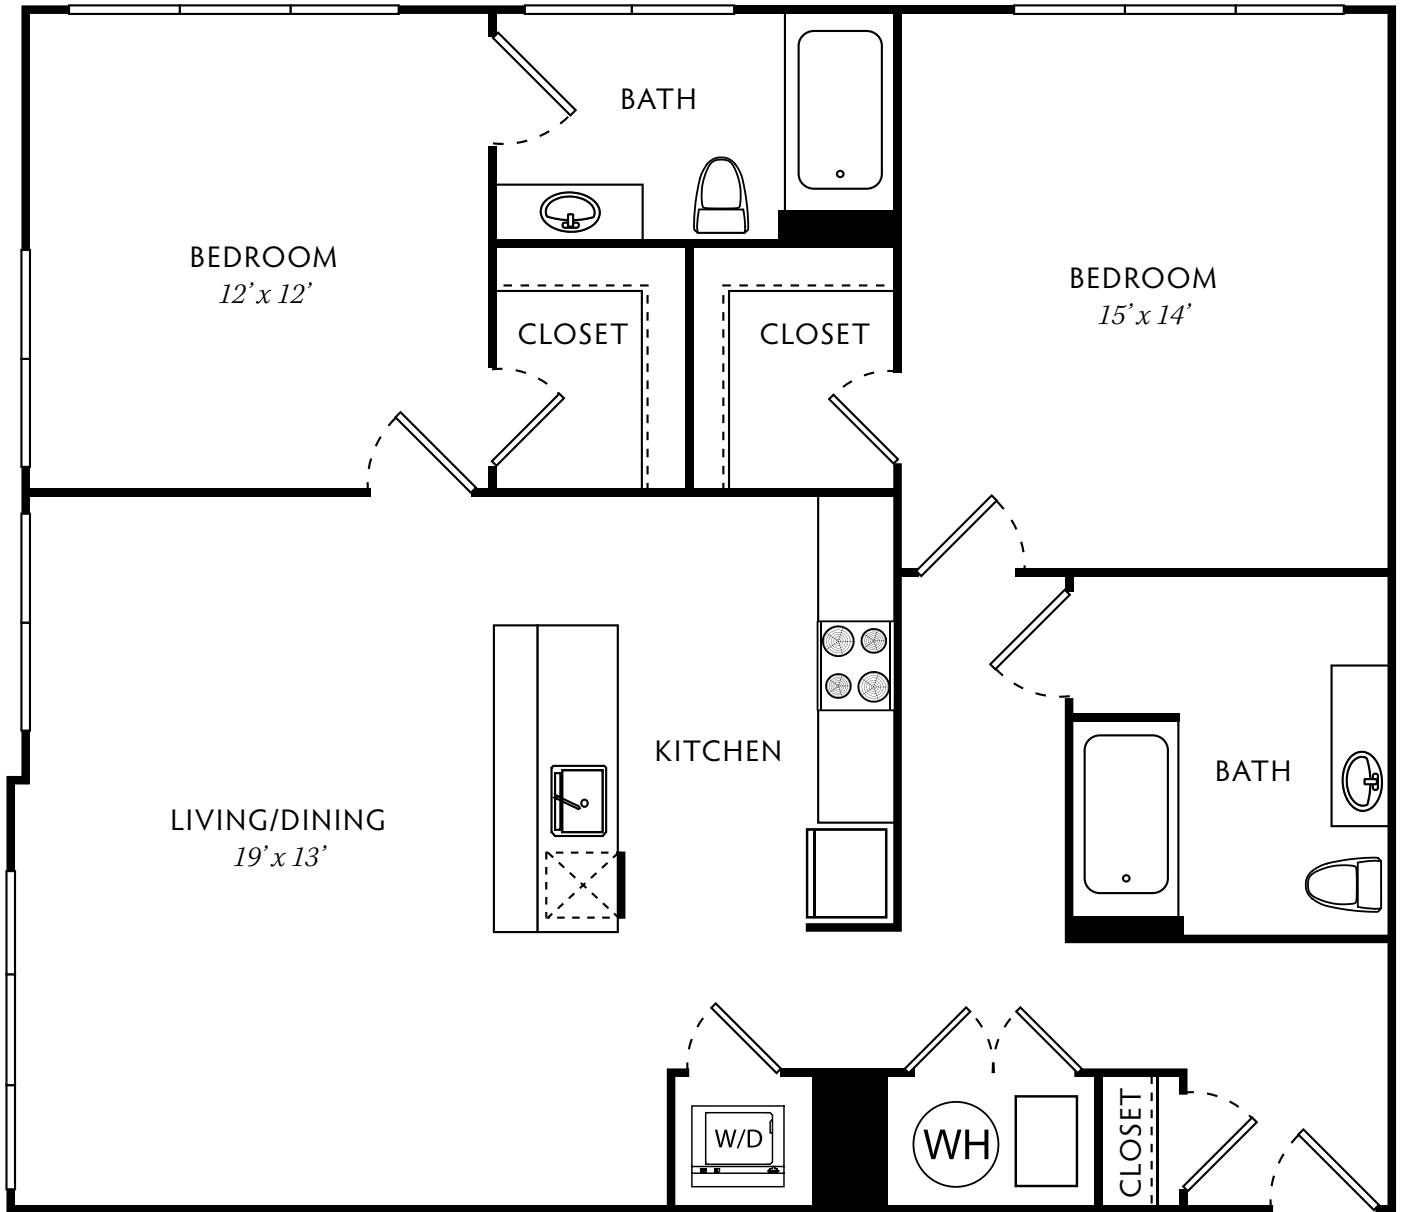 BATH
BEDROOM
12’ x 12’
BEDROOM
15’ x 14’
CLOSET
CLOSET
KITCHEN
BATH
LIVING/DINING
19’ x 13’
W/D
WH
CLOSET